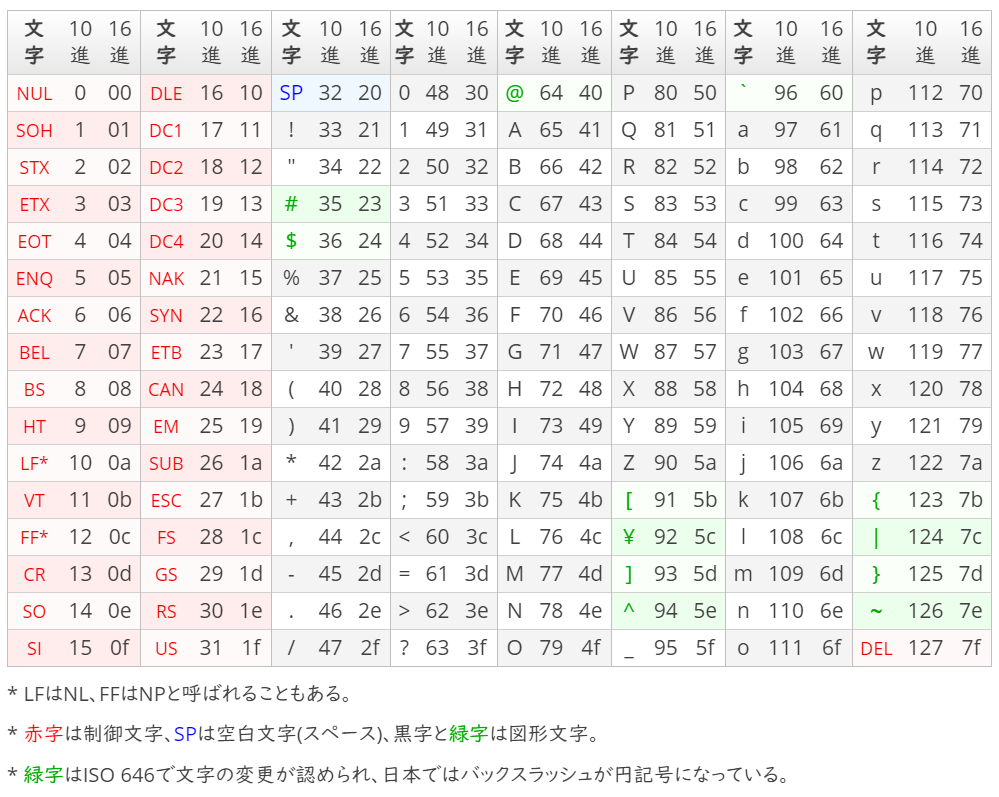 文字 10進 16進 文字 10進 16進 文字 10進 16進 文字 10進 16進 文字 10進 16進 文字 10進 16進 文字 10進 16進 文字 10進 16進
NUL 0 00 DLE 16 10 SP 32 20 0 48 30 @ 64 40 P 80 50 ` 96 60 p 112 70
SOH 1 01 DC1 17 11 ! 33 21 1 49 31 A 65 41 Q 81 51 a 97 61 q 113 71
STX 2 02 DC2 18 12 " 34 22 2 50 32 B 66 42 R 82 52 b 98 62 r 114 72
ETX 3 03 DC3 19 13 # 35 23 3 51 33 C 67 43 S 83 53 c 99 63 s 115 73
EOT 4 04 DC4 20 14 $ 36 24 4 52 34 D 68 44 T 84 54 d 100 64 t 116 74
ENQ 5 05 NAK 21 15 % 37 25 5 53 35 E 69 45 U 85 55 e 101 65 u 117 75
ACK 6 06 SYN 22 16 & 38 26 6 54 36 F 70 46 V 86 56 f 102 66 v 118 76
BEL 7 07 ETB 23 17 ' 39 27 7 55 37 G 71 47 W 87 57 g 103 67 w 119 77
BS 8 08 CAN 24 18 ( 40 28 8 56 38 H 72 48 X 88 58 h 104 68 x 120 78
HT 9 09 EM 25 19 ) 41 29 9 57 39 I 73 49 Y 89 59 i 105 69 y 121 79
LF* 10 0a SUB 26 1a * 42 2a : 58 3a J 74 4a Z 90 5a j 106 6a z 122 7a
VT 11 0b ESC 27 1b + 43 2b ; 59 3b K 75 4b [ 91 5b k 107 6b { 123 7b
FF* 12 0c FS 28 1c , 44 2c < 60 3c L 76 4c ¥ 92 5c l 108 6c | 124 7c
CR 13 0d GS 29 1d - 45 2d = 61 3d M 77 4d ] 93 5d m 109 6d } 125 7d
SO 14 0e RS 30 1e . 46 2e > 62 3e N 78 4e ^ 94 5e n 110 6e ~ 126 7e
SI 15 0f US 31 1f / 47 2f ? 63 3f O 79 4f _ 95 5f o 111 6f DEL 127 7f
* LFはNL、FFはNPと呼ばれることもある。
* 赤字は制御文字、SPは空白文字(スペース)、黒字と緑字は図形文字。
* 緑字はISO 646で文字の変更が認められ、日本ではバックスラッシュが円記号になっている。